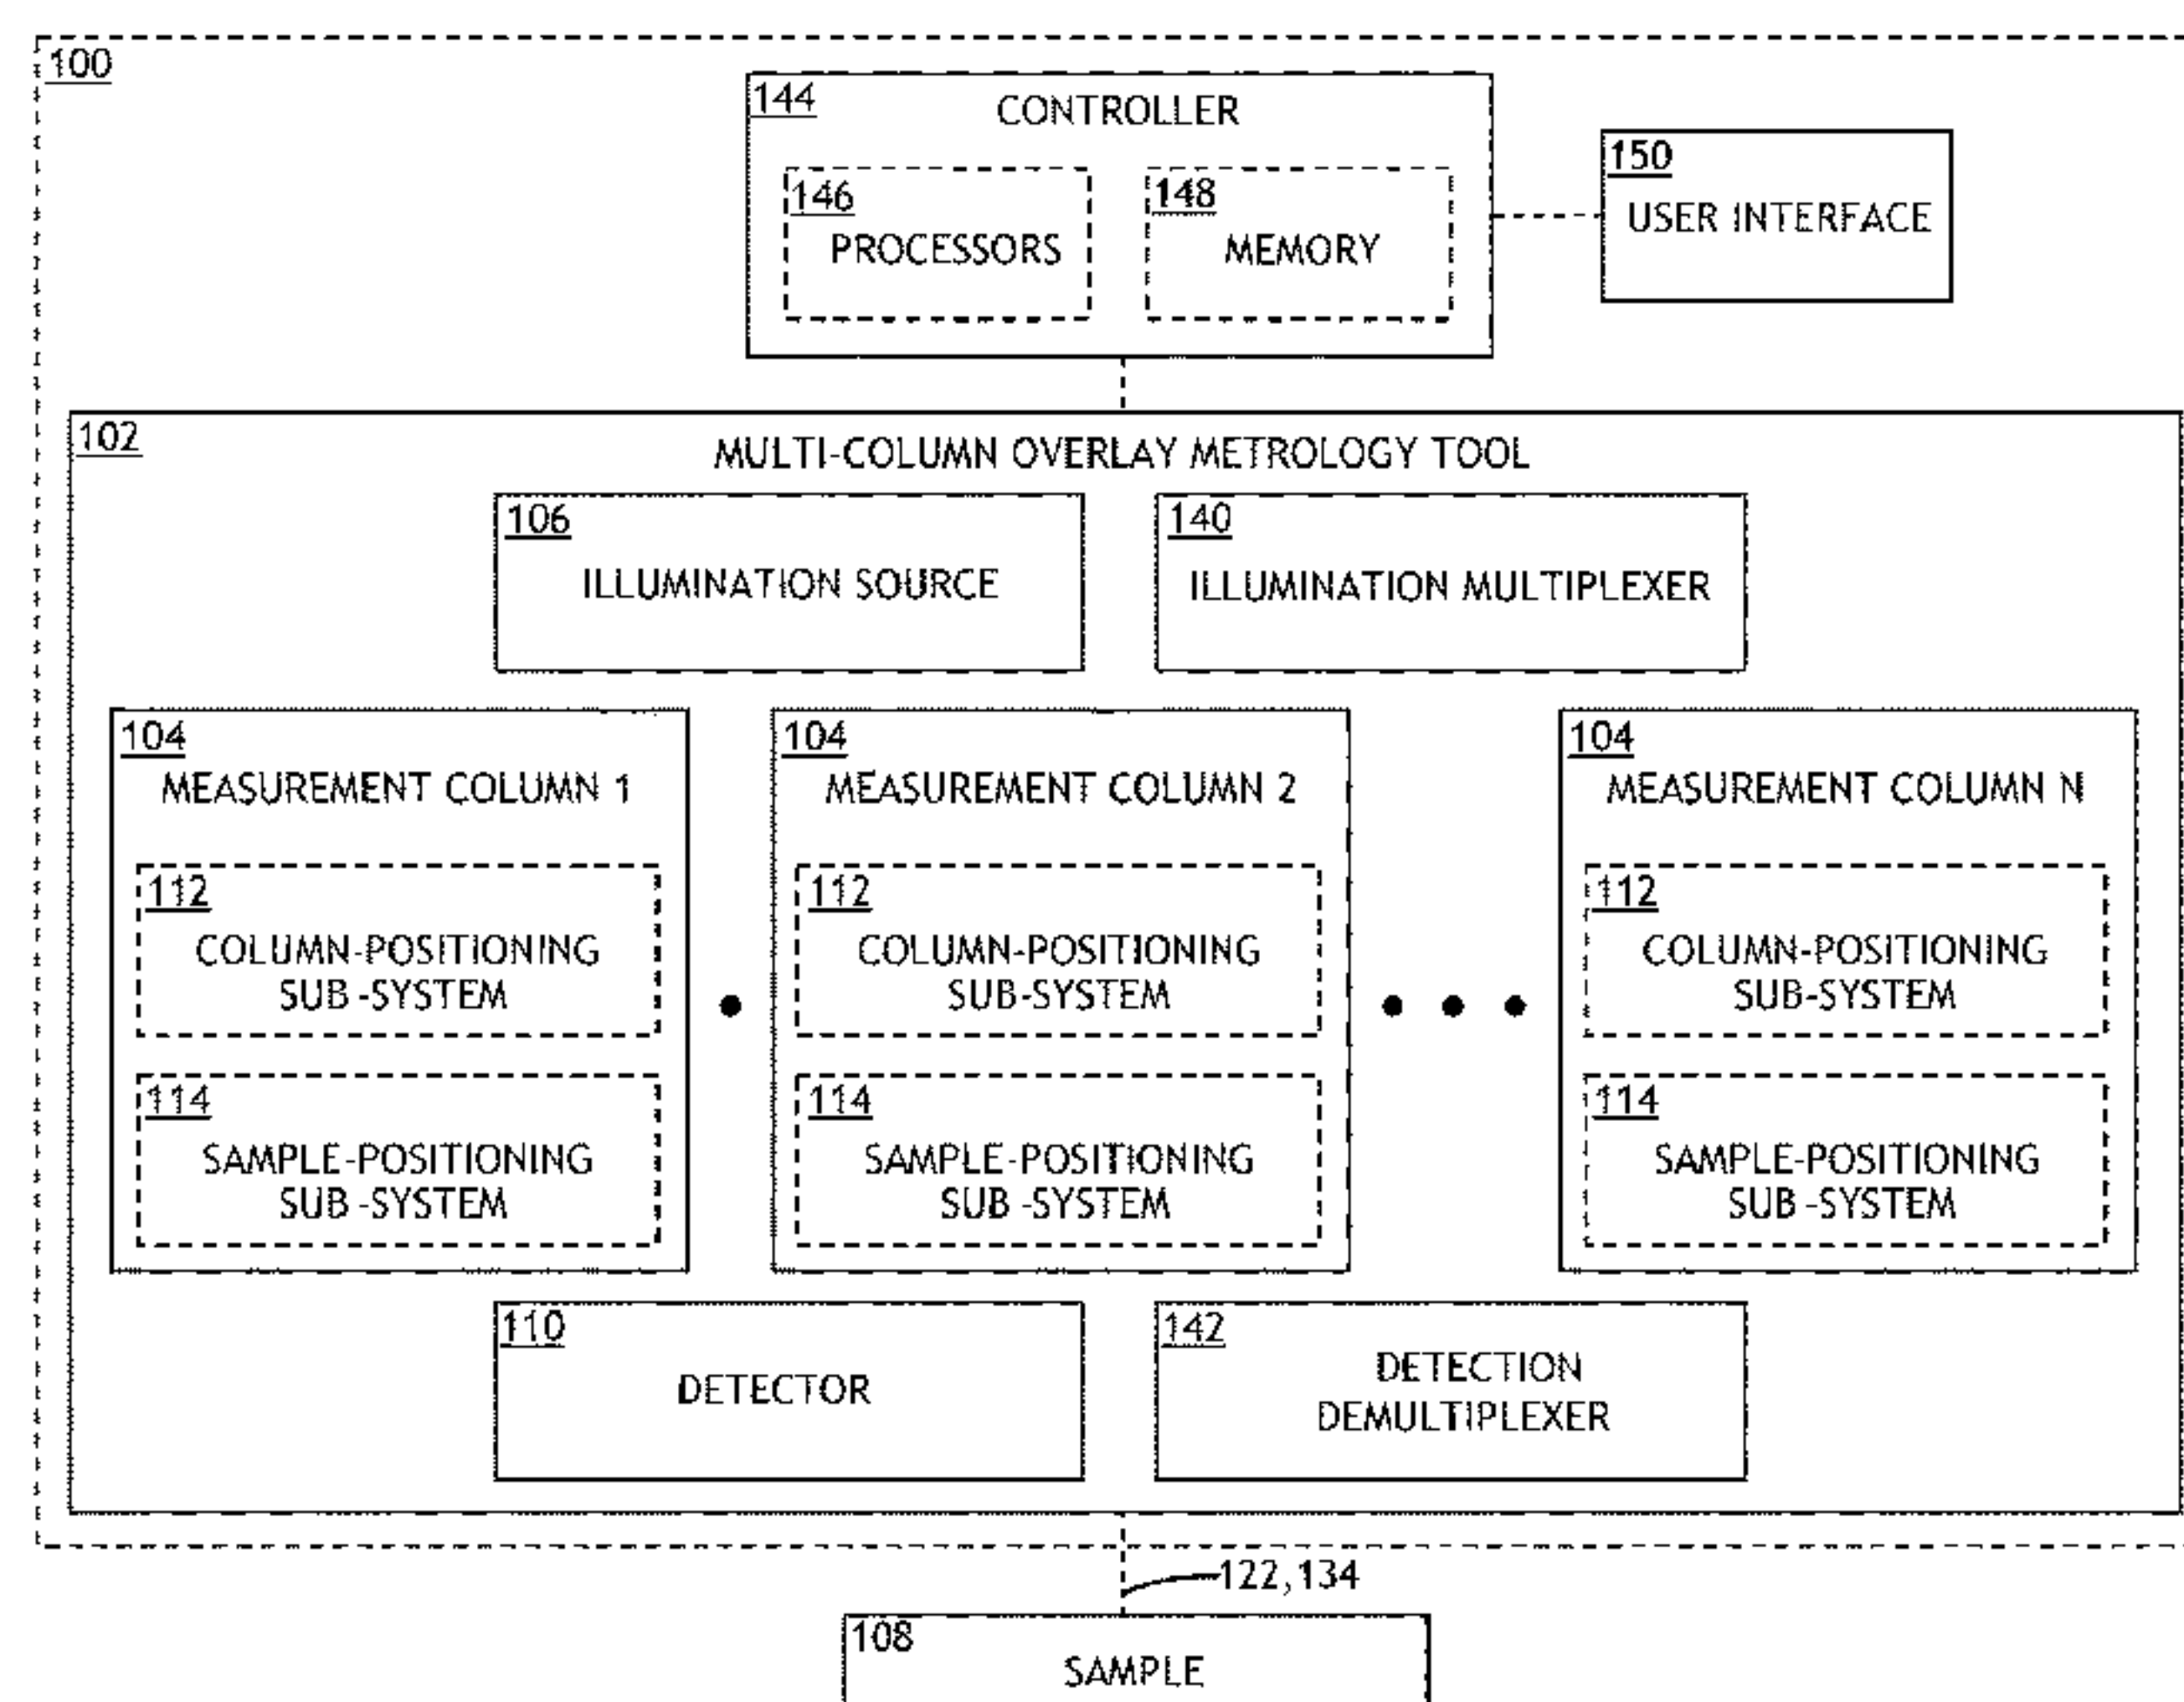 100
144
CONTROLLER
146
PROCESSORS
148
MEMORY
150
USER INTERFACE
102
MULTI-COLUMN OVERLAY METROLOGY TOOL
106
ILLUMINATION SOURCE
140
ILLUMINATION MULTIPLEXER
104
MEASUREMENT COLUMN 1
112
COLUMN-POSITIONING
SUB-SYSTEM
114
SAMPLE-POSITIONING
SUB-SYSTEM
104
MEASUREMENT COLUMN 2
112
COLUMN-POSITIONING
SUB-SYSTEM
114
SAMPLE-POSITIONING
SUB-SYSTEM
104
MEASUREMENT COLUMN N
112
COLUMN-POSITIONING
SUB-SYSTEM
114
SAMPLE-POSITIONING
SUB-SYSTEM
110
DETECTOR
142
DETECTION
DEMULTIPLEXER
122, 134
108
SAMPLE